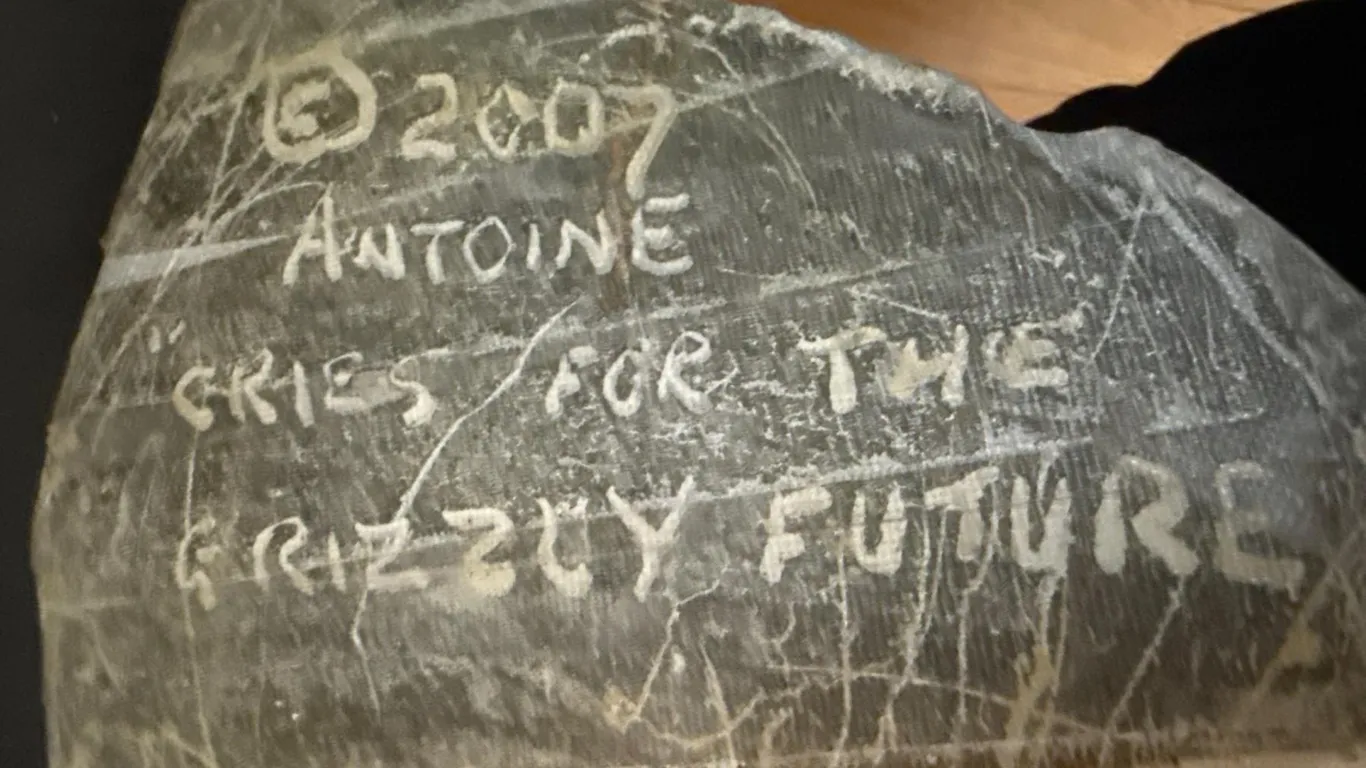 © 2007
ANTOINE
"CRIES FOR THE
GRIZZLY FUTURE